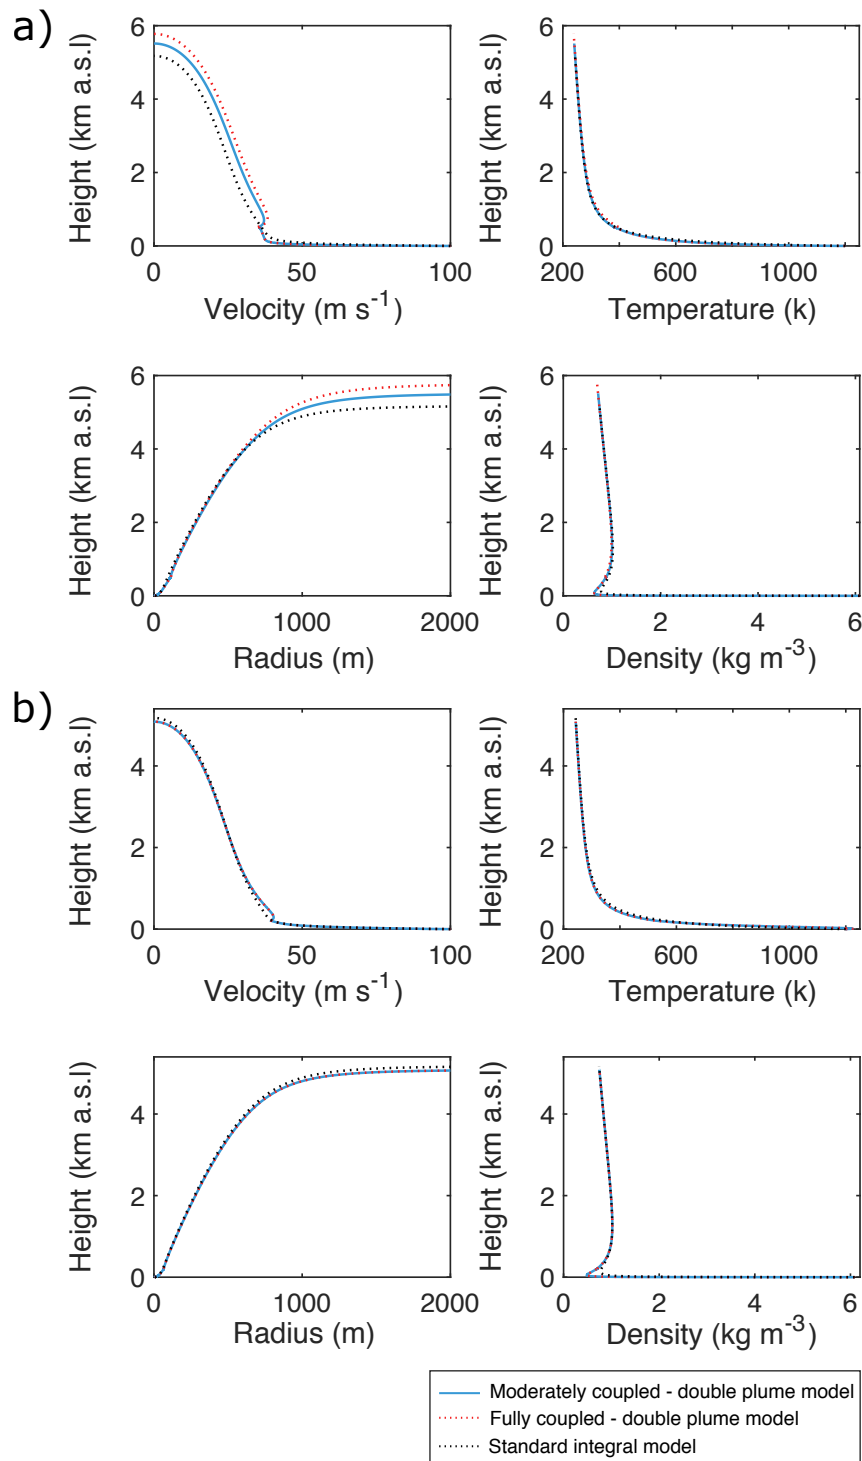 a)
6
4
2
0
Height (km a.s.l)
0
50
100
Velocity (m s⁻¹)
6
4
2
0
Height (km a.s.l)
200
600
1000
Temperature (k)
6
4
2
0
Height (km a.s.l)
0
1000
2000
Radius (m)
6
4
2
0
Height (km a.s.l)
0
2
4
6
Density (kg m⁻³)
b)
4
2
0
Height (km a.s.l)
0
50
100
Velocity (m s⁻¹)
4
2
0
Height (km a.s.l)
200
600
1000
Temperature (k)
4
2
0
Height (km a.s.l)
0
1000
2000
Radius (m)
4
2
0
Height (km a.s.l)
0
2
4
6
Density (kg m⁻³)
Moderately coupled - double plume model
Fully coupled - double plume model
Standard integral model